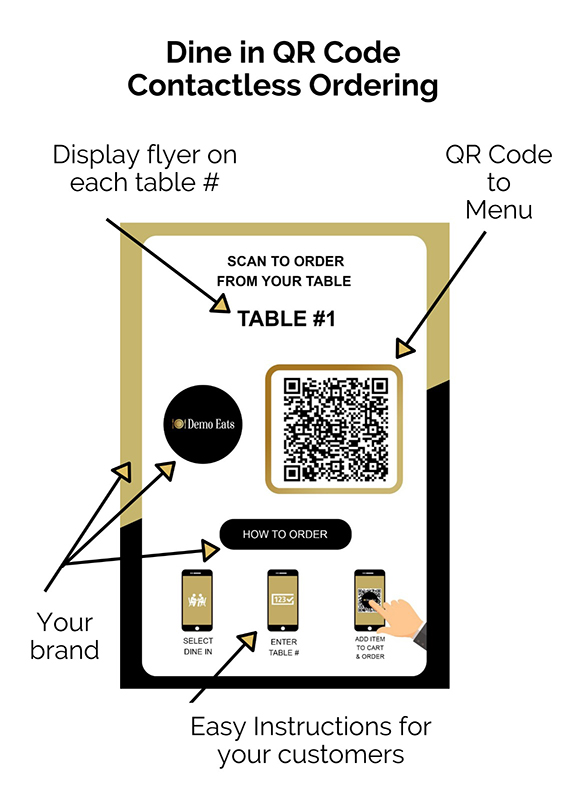 Dine in QR Code
Contactless Ordering
Display flyer on
each table #
QR Code
to
Menu
SCAN TO ORDER
FROM YOUR TABLE
TABLE #1
Demo Eats
HOW TO ORDER
123
SELECT
DINE IN
ENTER
TABLE #
ADD ITEM
TO CART
& ORDER
Your
brand
Easy Instructions for
your customers